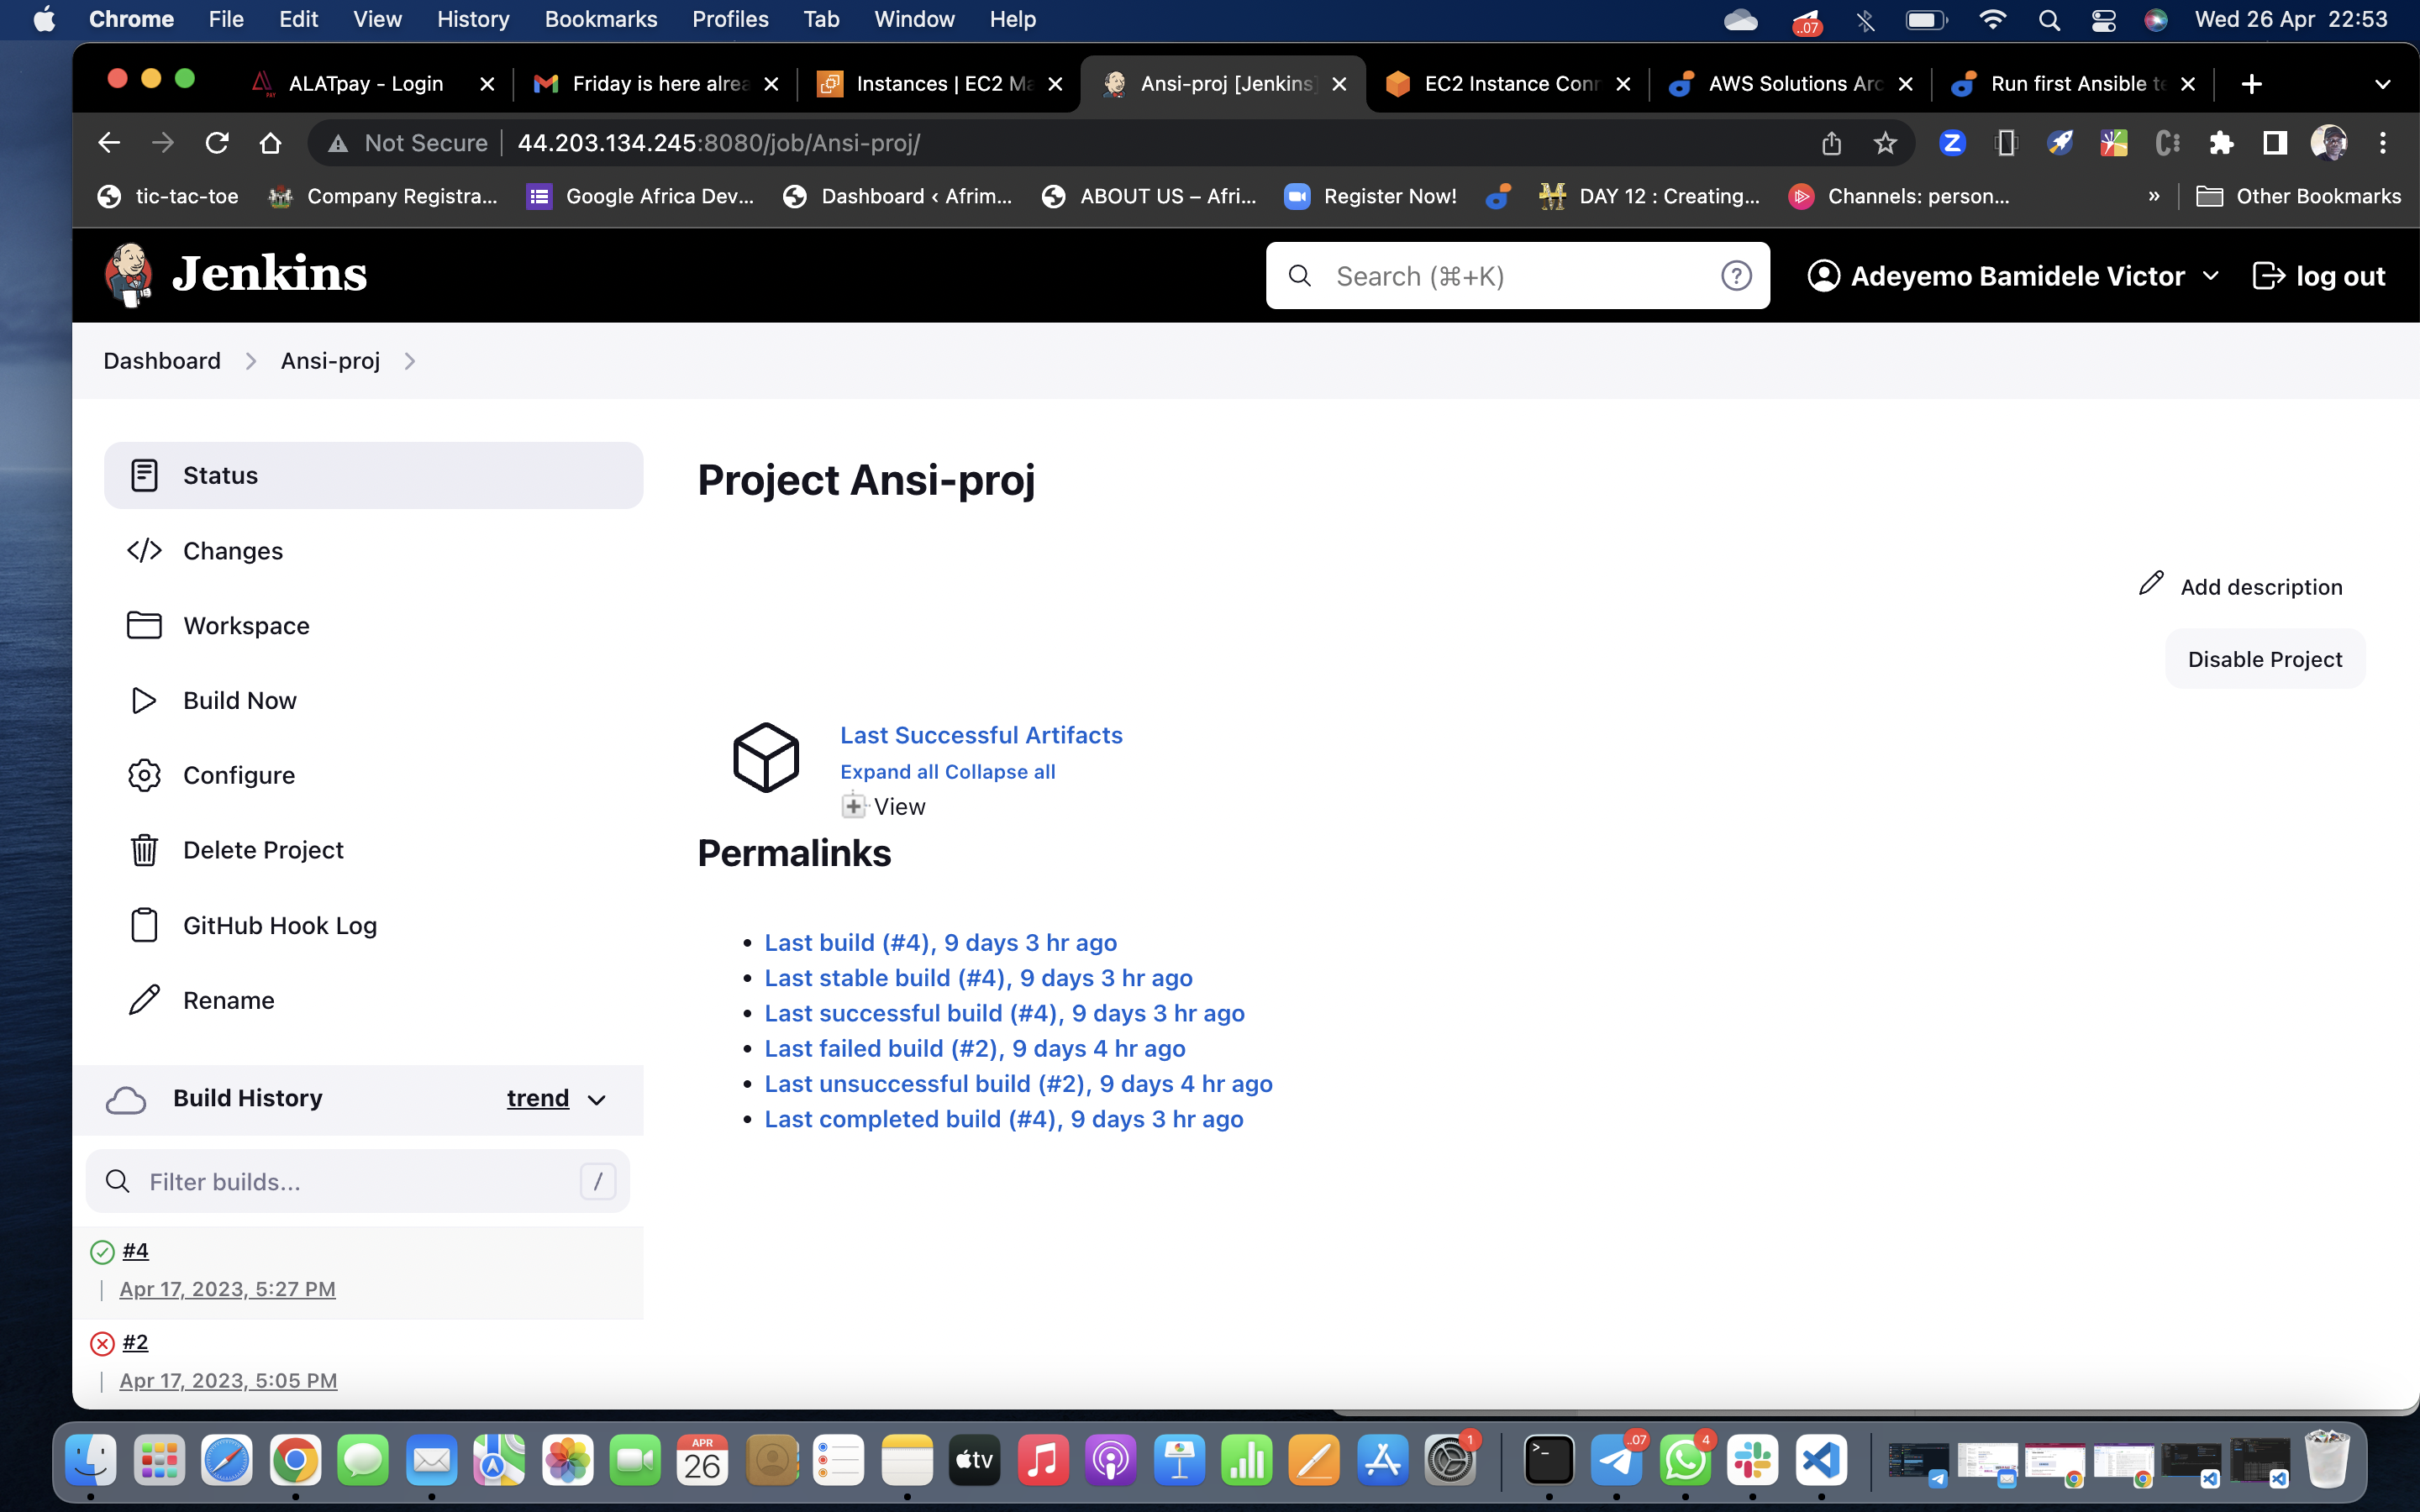 Chrome File Edit View History Bookmarks Profiles Tab Window Help ..07 Wed 26 Apr 22:53
ALATpay - Login Friday is here alrea Instances | EC2 Ma Ansi-proj [Jenkins] EC2 Instance Conn AWS Solutions Arc Run first Ansible te
Not Secure 44.203.134.245:8080/job/Ansi-proj/
tic-tac-toe Company Registra... Google Africa Dev... Dashboard ‹ Afrim... ABOUT US – Afri... Register Now! DAY 12 : Creating... Channels: person... » Other Bookmarks
Jenkins Search (⌘+K) Adeyemo Bamidele Victor log out
Dashboard Ansi-proj
Status
Changes
Workspace
Build Now
Configure
Delete Project
GitHub Hook Log
Rename
Build History trend
Filter builds... /
#4
Apr 17, 2023, 5:27 PM
#2
Apr 17, 2023, 5:05 PM
Project Ansi-proj
Add description
Disable Project
Last Successful Artifacts
Expand all Collapse all
View
Permalinks
Last build (#4), 9 days 3 hr ago
Last stable build (#4), 9 days 3 hr ago
Last successful build (#4), 9 days 3 hr ago
Last failed build (#2), 9 days 4 hr ago
Last unsuccessful build (#2), 9 days 4 hr ago
Last completed build (#4), 9 days 3 hr ago
APR 26 tv 1 ..07 4